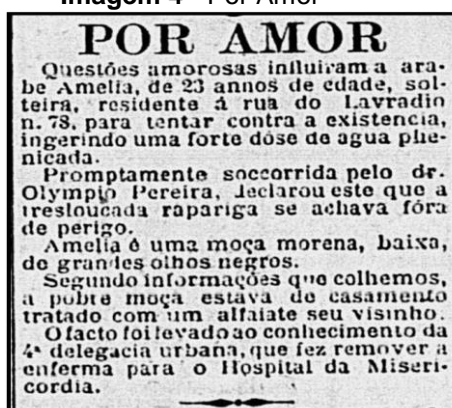 Imagem 4 - Por Amor
POR AMOR
Questões amorosas influiram a ara-
be Amelia, de 23 annos de edade, sol-
teira, residente á rua do Lavradio
n. 78, para tentar contra a existencia,
ingerindo uma forte dóse de agua phe-
nicada.
Promptamente soccorrida pelo dr.
Olympio Pereira, declarou este que a
tresloucada rapariga se achava fóra
de perigo.
Amelia é uma moça morena, baixa,
de grandes olhos negros.
Segundo informações que colhemos,
a pobre moça estava de casamento
tratado com um alfaiate seu visinho.
O facto foi levado ao conhecimento da
4ª delegacia urbana, que fez remover a
enferma para o Hospital da Miseri-
cordia.